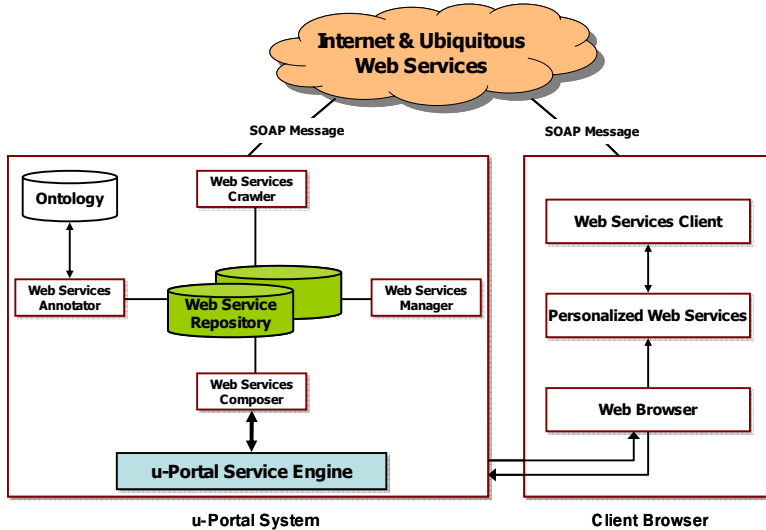 Internet & Ubiquitous
Web Services
SOAP Message
SOAP Message
Ontology
Web Services
Crawler
Web Services
Annotator
Web Service
Repository
Web Services
Manager
Web Services
Composer
u-Portal Service Engine
u-Portal System
Web Services Client
Personalized Web Services
Web Browser
Client Browser